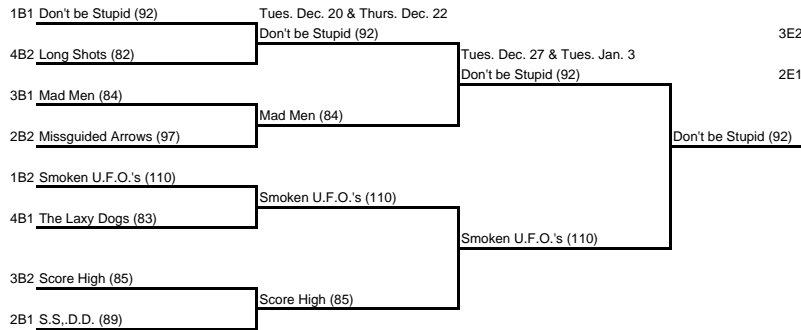 1B1 Don't be Stupid (92)
Tues. Dec. 20 & Thurs. Dec. 22
Don't be Stupid (92)
3E2
4B2 Long Shots (82)
Tues. Dec. 27 & Tues. Jan. 3
Don't be Stupid (92)
2E1
3B1 Mad Men (84)
Mad Men (84)
2B2 Missguided Arrows (97)
Don't be Stupid (92)
1B2 Smoken U.F.O.'s (110)
Smoken U.F.O.'s (110)
4B1 The Laxy Dogs (83)
Smoken U.F.O.'s (110)
3B2 Score High (85)
Score High (85)
2B1 S.S,.D.D. (89)